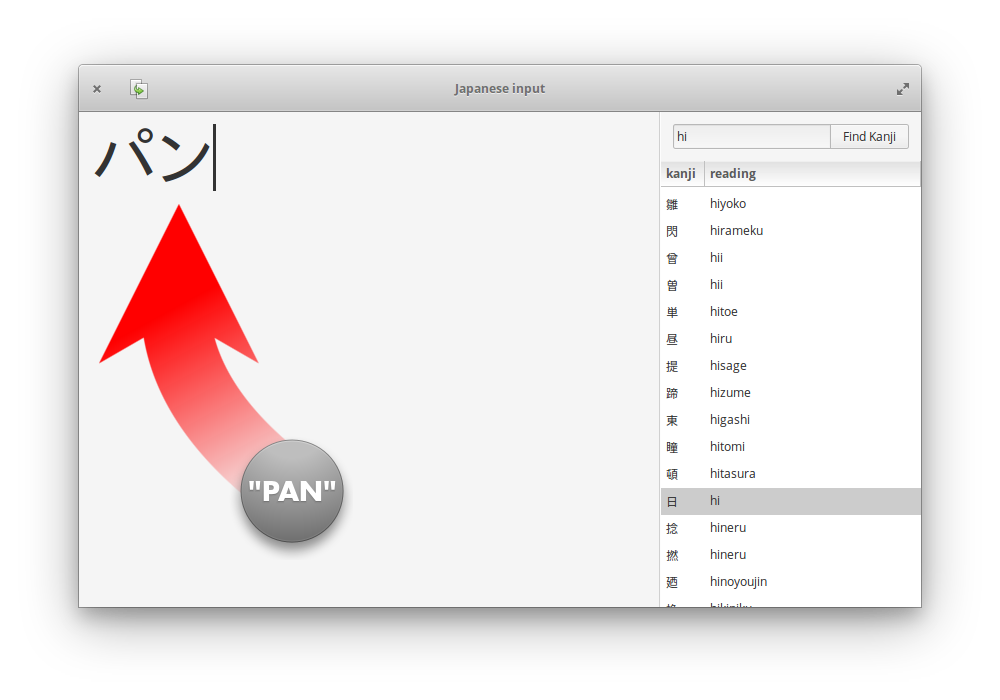 Japanese input
パン
"PAN"
hi Find Kanji
kanji reading
雛 hiyoko
閃 hirameku
曾 hii
曽 hii
単 hitoe
昼 hiru
提 hisage
蹄 hizume
東 higashi
瞳 hitomi
頓 hitasura
日 hi
捻 hineru
撚 hineru
廼 hinoyoujin